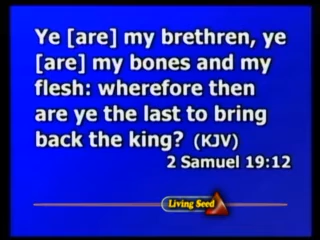 Ye [are] my brethren, ye
[are] my bones and my
flesh: wherefore then
are ye the last to bring
back the king? (KJV)
2 Samuel 19:12
Living Seed